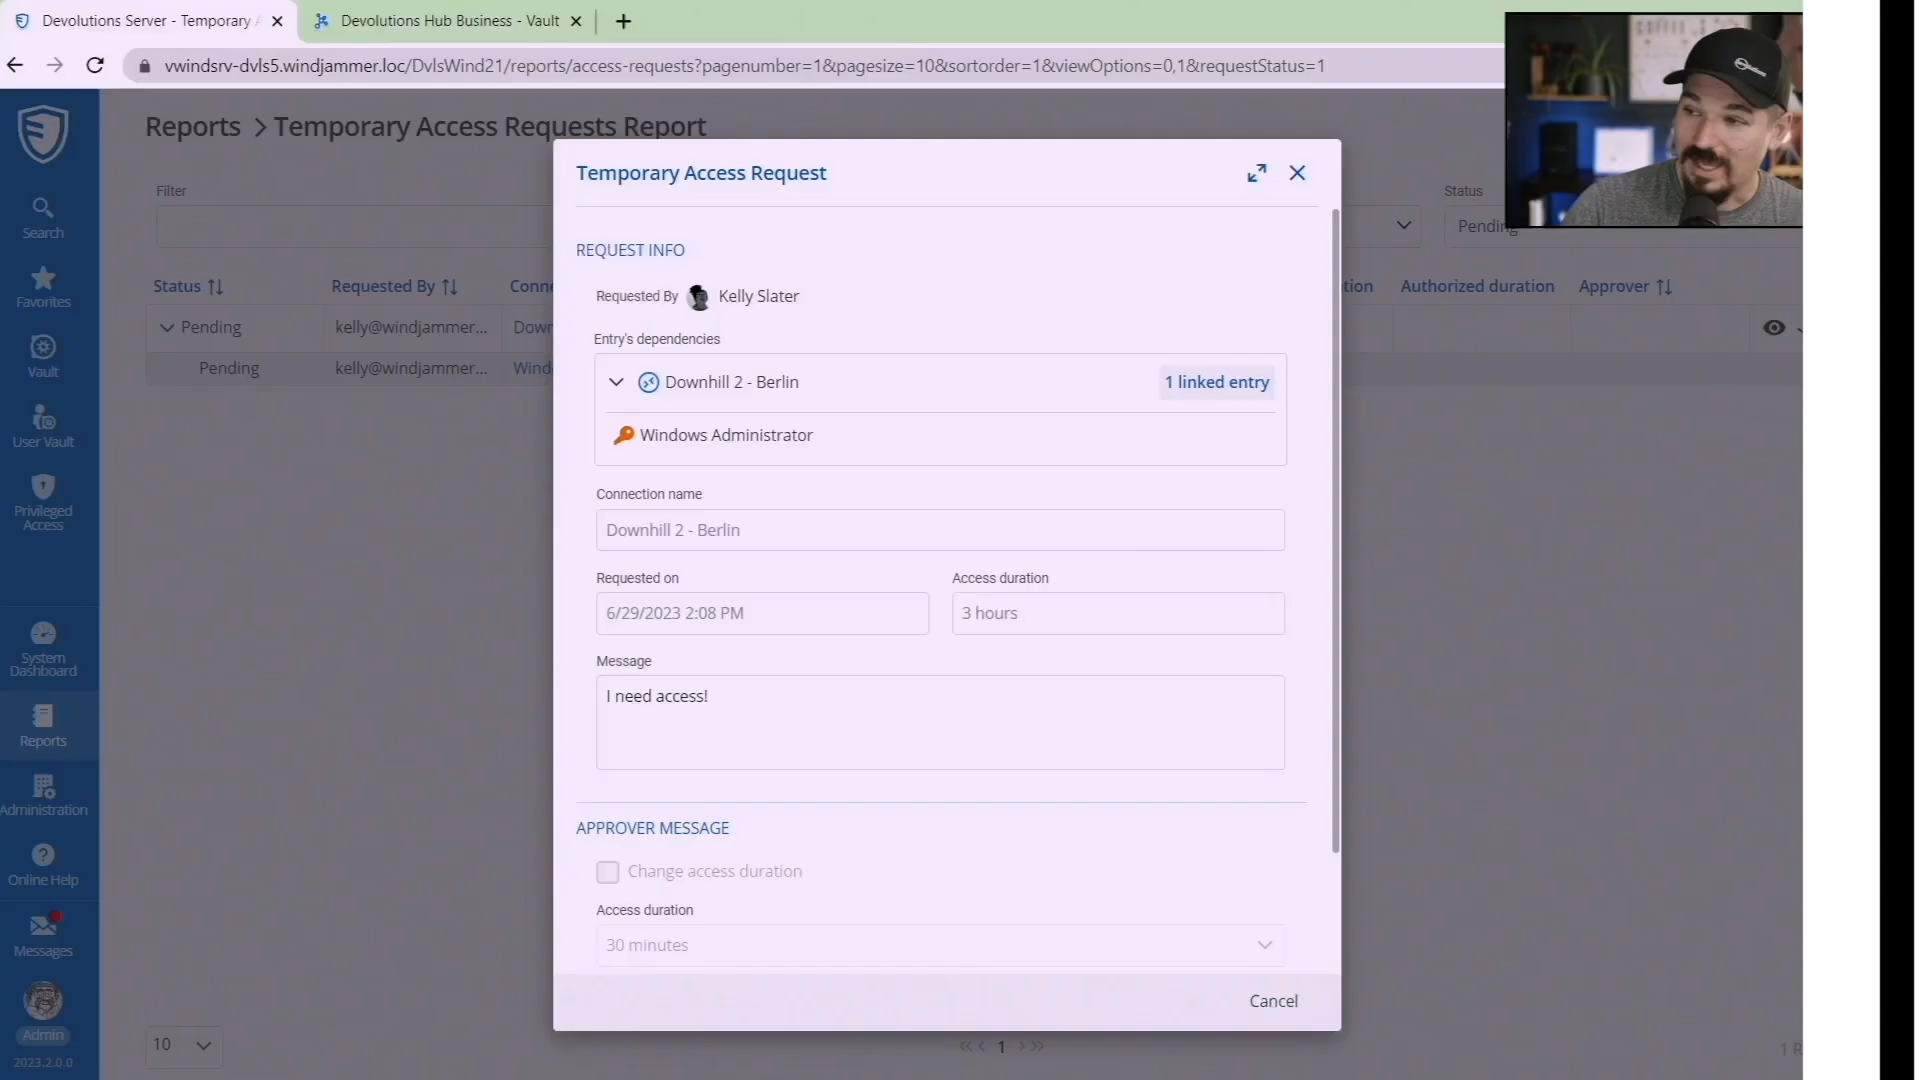 Devolutions Server - Temporary
Devolutions Hub Business - Vault
vwindsrv-dvls5.windjammer.loc/DvlsWind21/reports/access-requests?pagenumber=1&pagesize=10&sortorder=1&viewOptions=0,1&requestStatus=1
Reports > Temporary Access Requests Report
Filter
Status
Pending
Status Requested By Conne tion Authorized duration Approver
Pending kelly@windjammer... Down
Pending kelly@windjammer... Wind
Search
Favorites
Vault
User Vault
Privileged
Access
System
Dashboard
Reports
Administration
Online Help
Messages
Admin
2023.2.0.0
Temporary Access Request
REQUEST INFO
Requested By Kelly Slater
Entry's dependencies
Downhill 2 - Berlin 1 linked entry
Windows Administrator
Connection name
Downhill 2 - Berlin
Requested on Access duration
6/29/2023 2:08 PM 3 hours
Message
I need access!
APPROVER MESSAGE
Change access duration
Access duration
30 minutes
Cancel
10
<< < 1 > >>
1 R